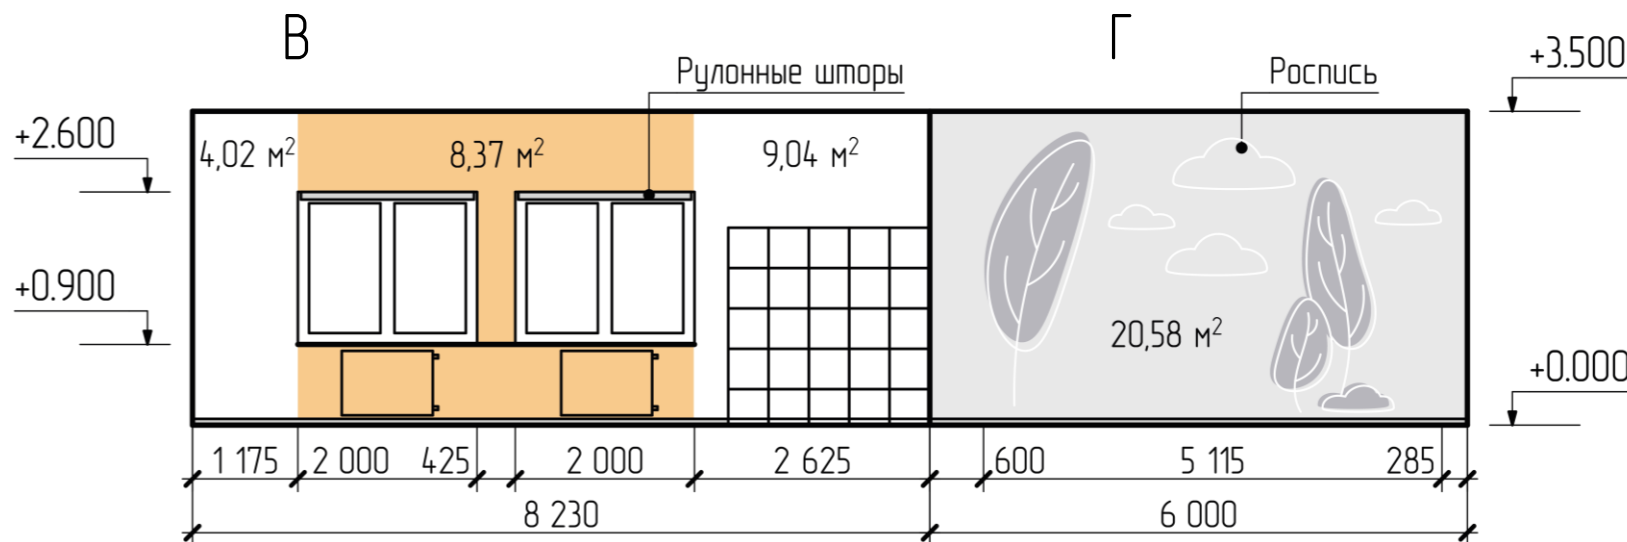 В
Г
Рулонные шторы
Роспись
+3.500
+2.600
4,02 м²
8,37 м²
9,04 м²
+0.900
20,58 м²
+0.000
1 175
2 000
425
2 000
2 625
600
5 115
285
8 230
6 000